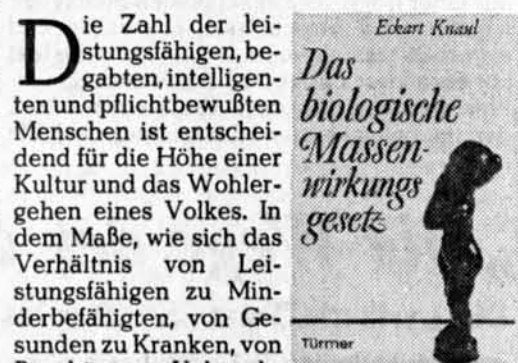 Die Zahl der lei-
stungsfähigen, be-
gabten, intelligen-
ten und pflichtbewußten
Menschen ist entschei-
dend für die Höhe einer
Kultur und das Wohler-
gehen eines Volkes. In
dem Maße, wie sich das
Verhältnis von Lei-
stungsfähigen zu Min-
derbefähigten, von Ge-
sunden zu Kranken, von
Eckart Knaul
Das
biologische
Massen-
wirkungs
gesetz
Türmer